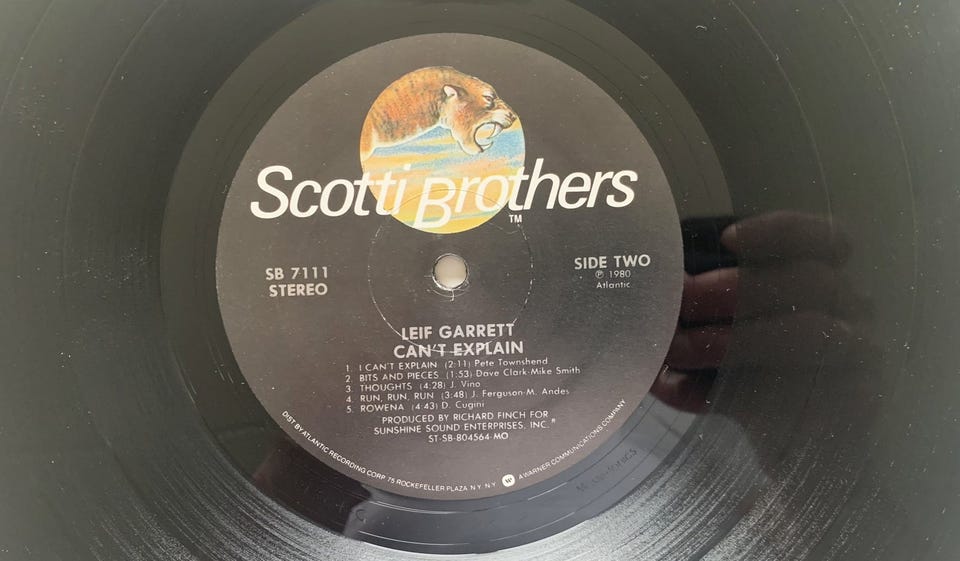 Scotti Brothers
TM
SB 7111
STEREO
SIDE TWO
℗ 1980
Atlantic
LEIF GARRETT
CAN'T EXPLAIN
1. I CAN'T EXPLAIN (2:11) Pete Townshend
2. BITS AND PIECES (1:53) Dave Clark-Mike Smith
3. THOUGHTS (4:28) J. Vino
4. RUN, RUN, RUN (3:48) J. Ferguson-M. Andes
5. ROWENA (4:43) D. Cugini
PRODUCED BY RICHARD FINCH FOR
SUNSHINE SOUND ENTERPRISES, INC.
ST-SB-804564-MO
DIST BY ATLANTIC RECORDING CORP 75 ROCKEFELLER PLAZA N.Y. N.Y. W A WARNER COMMUNICATIONS COMPANY